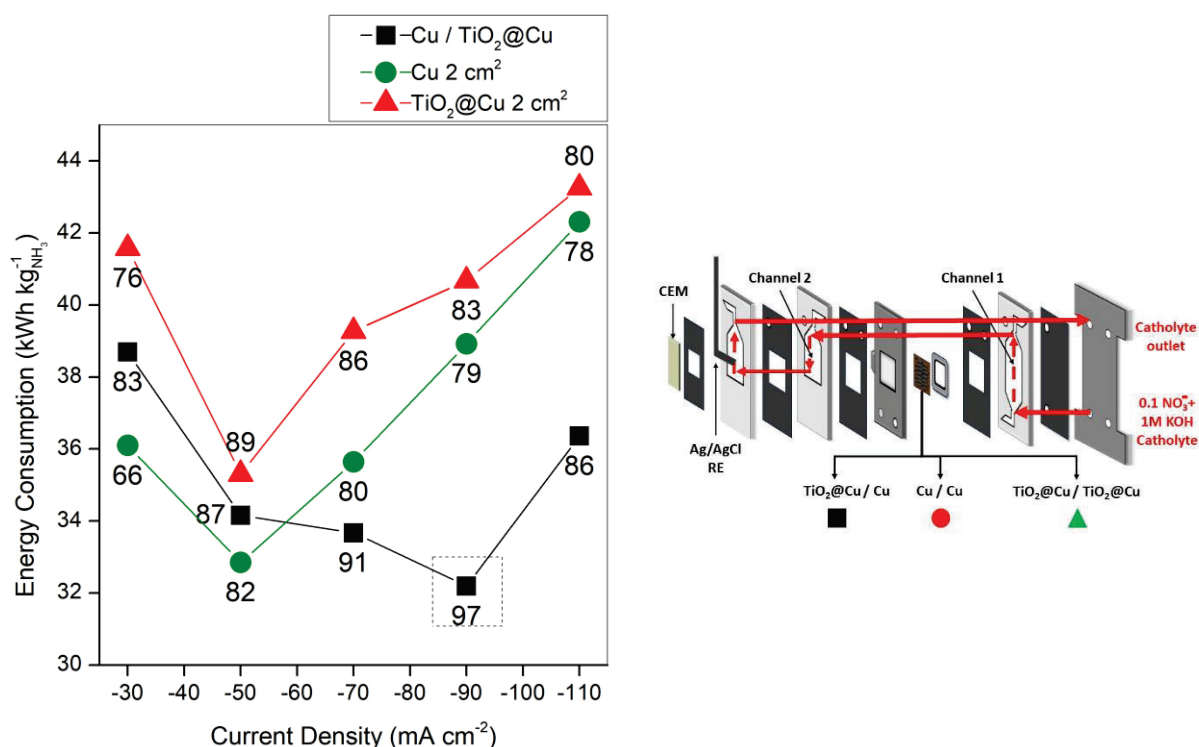 Cu / TiO₂@Cu
Cu 2 cm²
TiO₂@Cu 2 cm²
Energy Consumption (kWh kg⁻¹NH₃)
44
42
40
38
36
34
32
30
80
78
76
83
79
83
86
80
66
89
87
82
91
97
86
-30
-40
-50
-60
-70
-80
-90
-100
-110
Current Density (mA cm⁻²)
CEM
Channel 2
Channel 1
Catholyte
outlet
0.1 NO₃⁻+
1M KOH
Catholyte
Ag/AgCl
RE
TiO₂@Cu / Cu
Cu / Cu
TiO₂@Cu / TiO₂@Cu